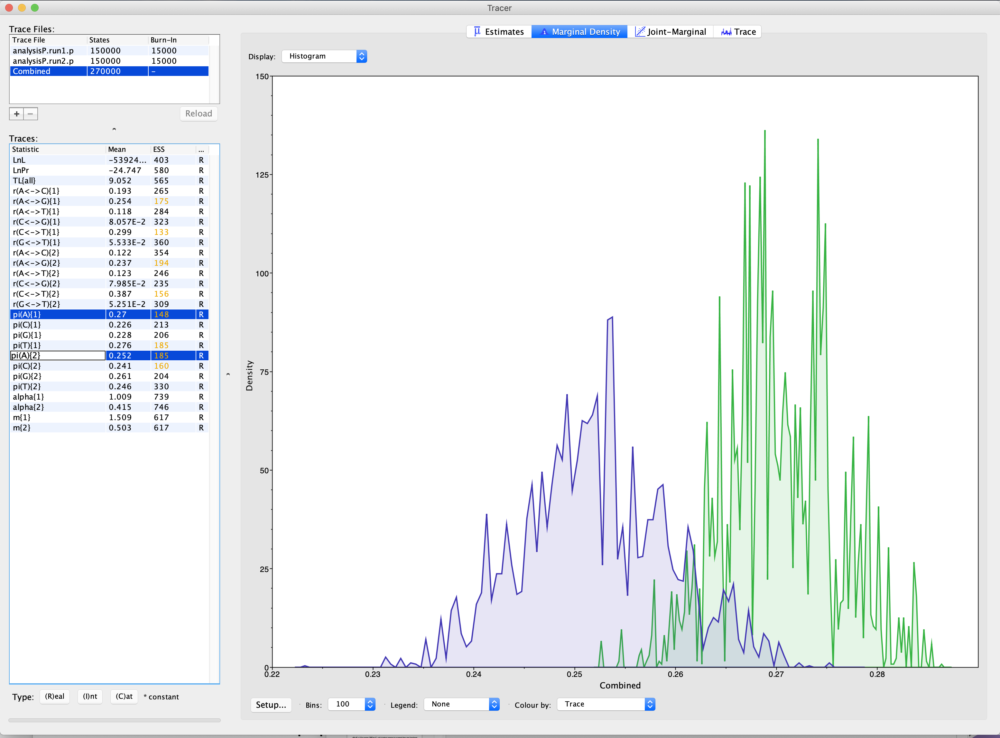 Tracer
Trace Files:
Trace File States Burn-In
analysisP.run1.p 150000 15000
analysisP.run2.p 150000 15000
Combined 270000 -
+ −
Reload
Traces:
Statistic Mean ESS ...
LnL -53924... 403 R
LnPr -24.747 580 R
TL{all} 9.052 565 R
r(A<->C){1} 0.193 265 R
r(A<->G){1} 0.254 175 R
r(A<->T){1} 0.118 284 R
r(C<->G){1} 8.057E-2 323 R
r(C<->T){1} 0.299 133 R
r(G<->T){1} 5.533E-2 360 R
r(A<->C){2} 0.122 354 R
r(A<->G){2} 0.237 194 R
r(A<->T){2} 0.123 246 R
r(C<->G){2} 7.985E-2 235 R
r(C<->T){2} 0.387 156 R
r(G<->T){2} 5.251E-2 309 R
pi(A){1} 0.27 148 R
pi(C){1} 0.226 213 R
pi(G){1} 0.228 206 R
pi(T){1} 0.276 185 R
pi(A){2} 0.252 185 R
pi(C){2} 0.241 160 R
pi(G){2} 0.261 204 R
pi(T){2} 0.246 330 R
alpha{1} 1.009 739 R
alpha{2} 0.415 746 R
m{1} 1.509 617 R
m{2} 0.503 617 R
Type: (R)eal (I)nt (C)at * constant
Estimates Marginal Density Joint-Marginal Trace
Display: Histogram
150
125
100
75
50
25
0
Density
0.22 0.23 0.24 0.25 0.26 0.27 0.28
Combined
Setup... Bins: 100 Legend: None Colour by: Trace